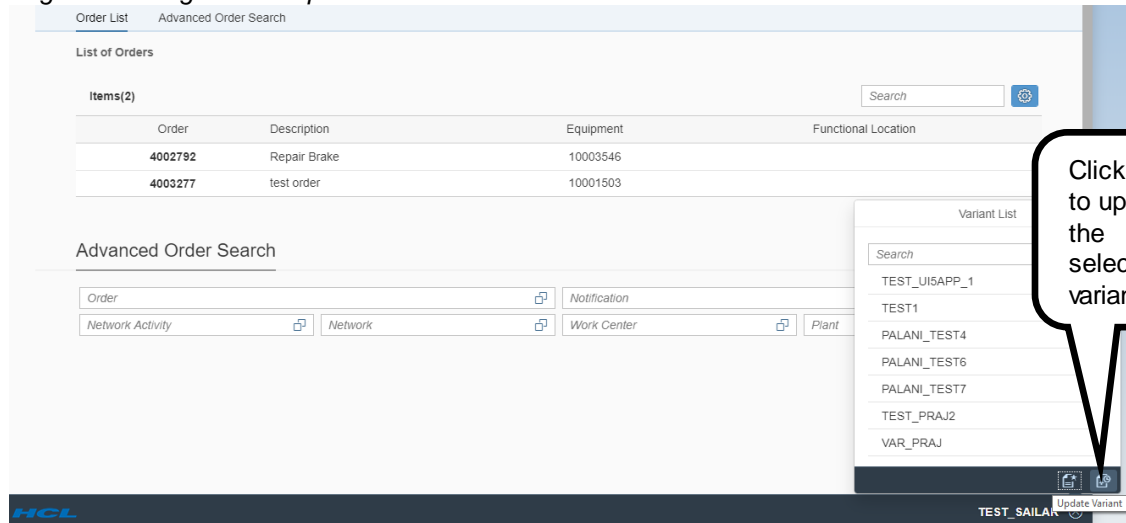 Order List Advanced Order Search
List of Orders
Items(2) Search
Order Description Equipment Functional Location
4002792 Repair Brake 10003546
4003277 test order 10001503
Variant List
Search
TEST_UI5APP_1
TEST1
PALANI_TEST4
PALANI_TEST6
PALANI_TEST7
TEST_PRAJ2
VAR_PRAJ
Click
to up
the
selec
varian
Advanced Order Search
Order Notification
Network Activity Network Work Center Plant
Update Variant
HCL TEST_SAILAR